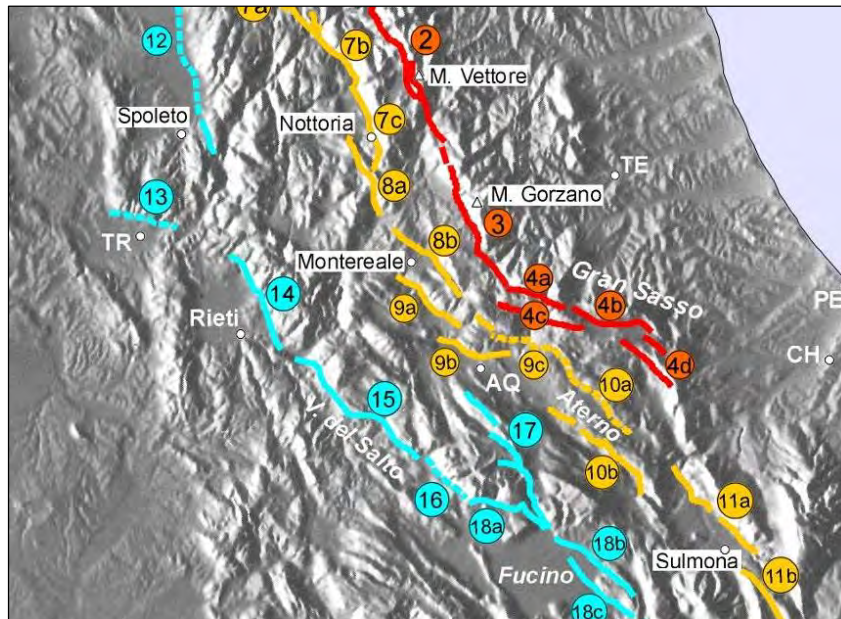 7a
12
7b
2
M. Vettore
Spoleto
Nottoria
7c
TE
8a
13
M. Gorzano
TR
3
8b
Montereale
4a
Gran Sasso
14
9a
4b
PE
Rieti
4c
CH
9b
9c
4d
AQ
10a
15
Aterno
V. del Salto
17
10b
16
11a
18a
18b
Sulmona
Fucino
11b
18c